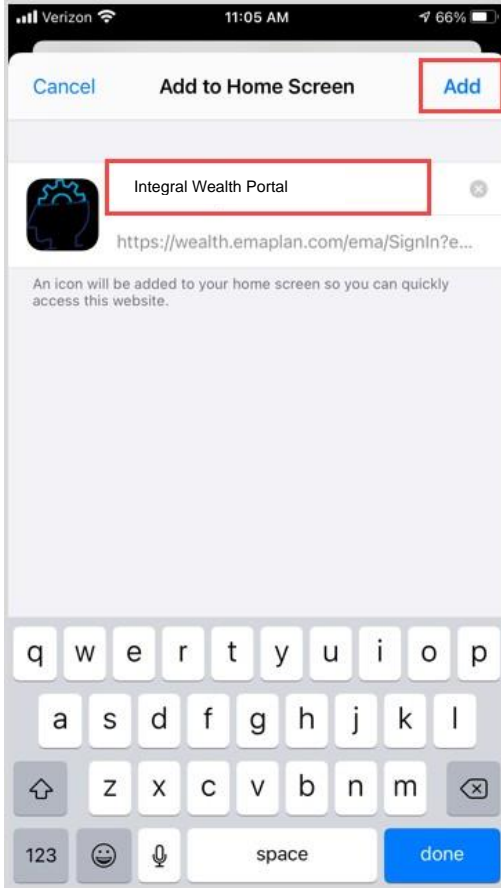 Verizon 11:05 AM 66%
Cancel Add to Home Screen Add
Integral Wealth Portal
https://wealth.emaplan.com/ema/SignIn?e...
An icon will be added to your home screen so you can quickly
access this website.
q w e r t y u i o p
a s d f g h j k l
z x c v b n m
123 space done